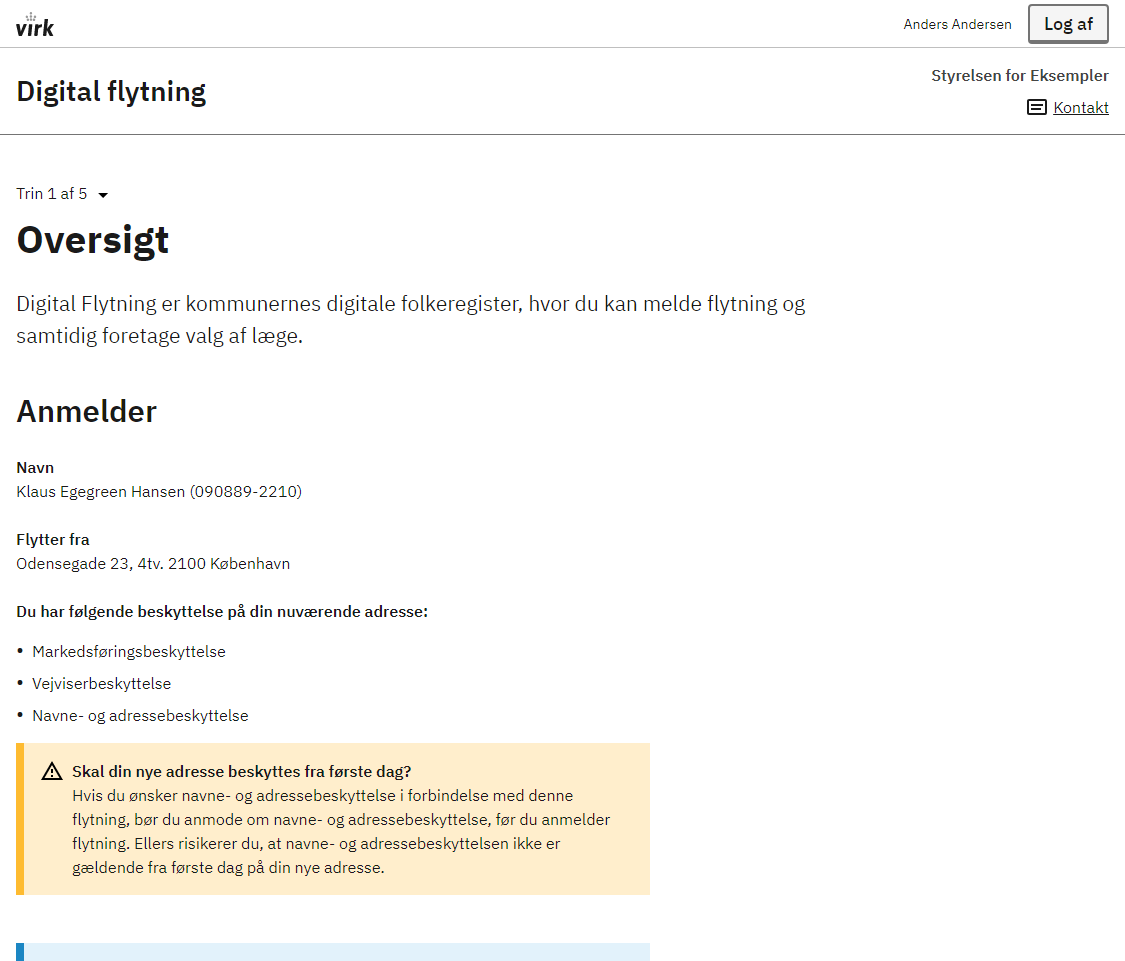 virk
Anders Andersen
Log af
Digital flytning
Styrelsen for Eksempler
Kontakt
Trin 1 af 5
Oversigt
Digital Flytning er kommunernes digitale folkeregister, hvor du kan melde flytning og
samtidig foretage valg af læge.
Anmelder
Navn
Klaus Egegreen Hansen (090889-2210)
Flytter fra
Odensegade 23, 4tv. 2100 København
Du har følgende beskyttelse på din nuværende adresse:
• Markedsføringsbeskyttelse
• Vejviserbeskyttelse
• Navne- og adressebeskyttelse
Skal din nye adresse beskyttes fra første dag?
Hvis du ønsker navne- og adressebeskyttelse i forbindelse med denne
flytning, bør du anmode om navne- og adressebeskyttelse, før du anmelder
flytning. Ellers risikerer du, at navne- og adressebeskyttelsen ikke er
gældende fra første dag på din nye adresse.